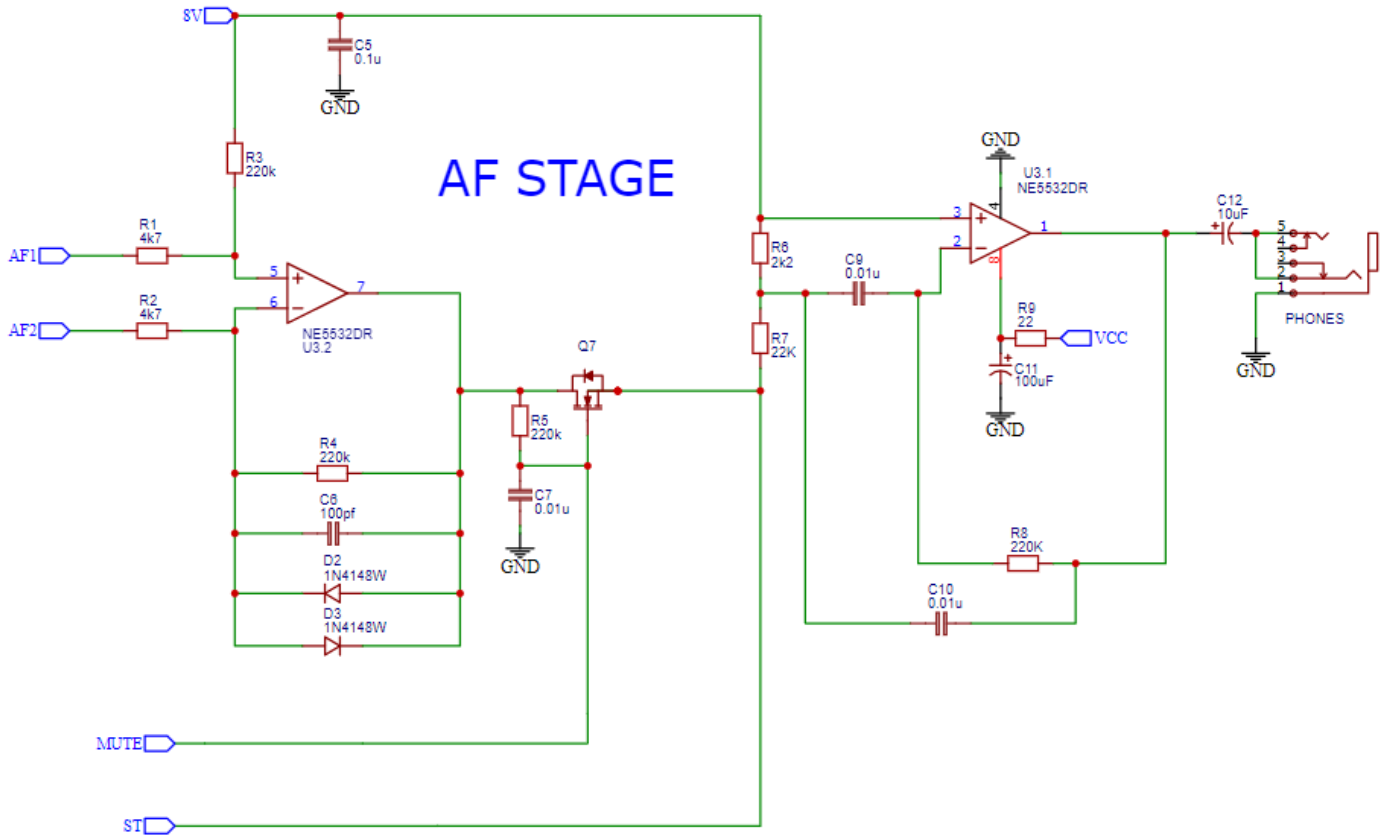 8V
C5
0.1u
GND
R3
220k
AF STAGE
GND
U3.1
NE5532DR
4
3
1
2
8
C12
10uF
5
4
3
2
1
PHONES
GND
R1
4k7
AF1
R2
4k7
AF2
5
7
6
NE5532DR
U3.2
R6
2k2
C9
0.01u
R7
22K
R9
22
VCC
C11
100uF
GND
Q7
R5
220k
R4
220k
C6
100pf
C7
0.01u
GND
D2
1N4148W
D3
1N4148W
R8
220K
C10
0.01u
MUTE
ST